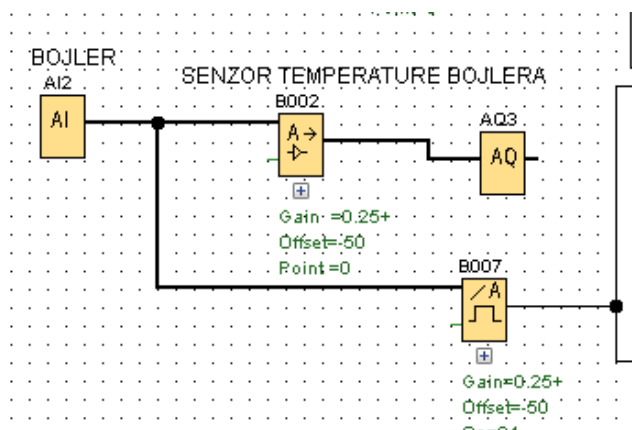 BOJLER
AI2
AI
SENZOR TEMPERATURE BOJLERA
B002
A→
AQ3
AQ
Gain =0.25+
Offset=-50
Point =0
B007
/A
Gain=0.25+
Offset=-50